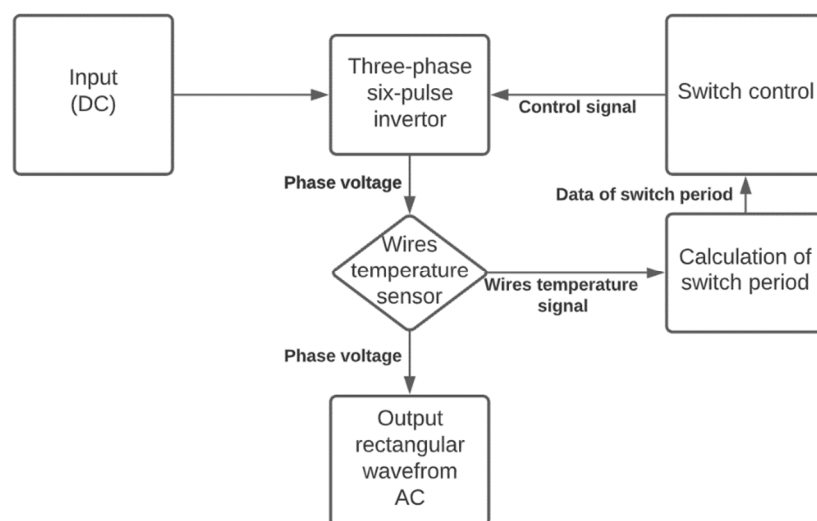 Input
(DC)
Three-phase
six-pulse
invertor
Control signal
Switch control
Phase voltage
Data of switch period
Wires
temperature
sensor
Wires temperature
signal
Calculation of
switch period
Phase voltage
Output
rectangular
wavefrom
AC